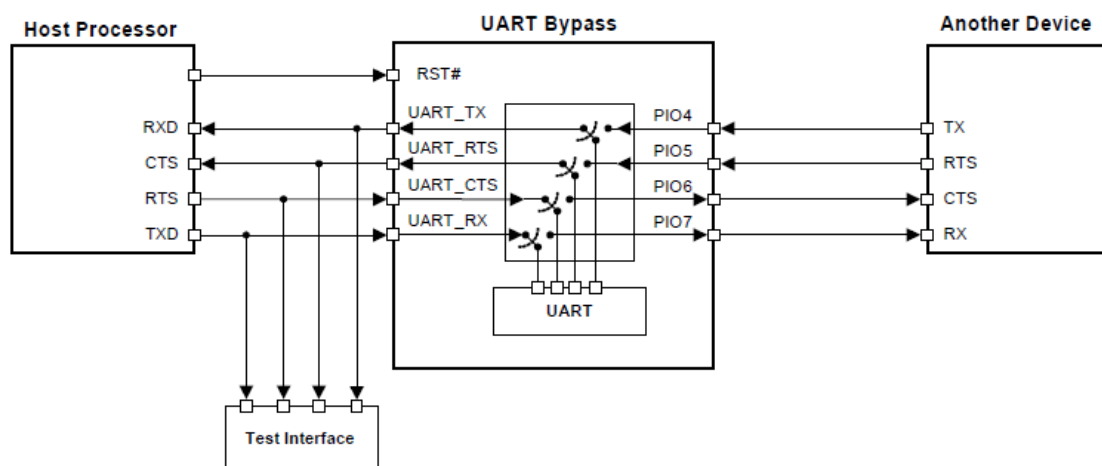 Host Processor
UART Bypass
Another Device
RST#
RXD
UART_TX
PIO4
TX
CTS
UART_RTS
PIO5
RTS
RTS
UART_CTS
PIO6
CTS
TXD
UART_RX
PIO7
RX
UART
Test Interface